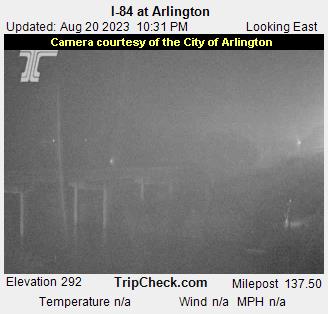 I-84 at Arlington
Updated: Aug 20 2023 10:31 PM Looking East
Camera courtesy of the City of Arlington
Elevation 292 TripCheck.com Milepost 137.50
Temperature n/a Wind n/a MPH n/a